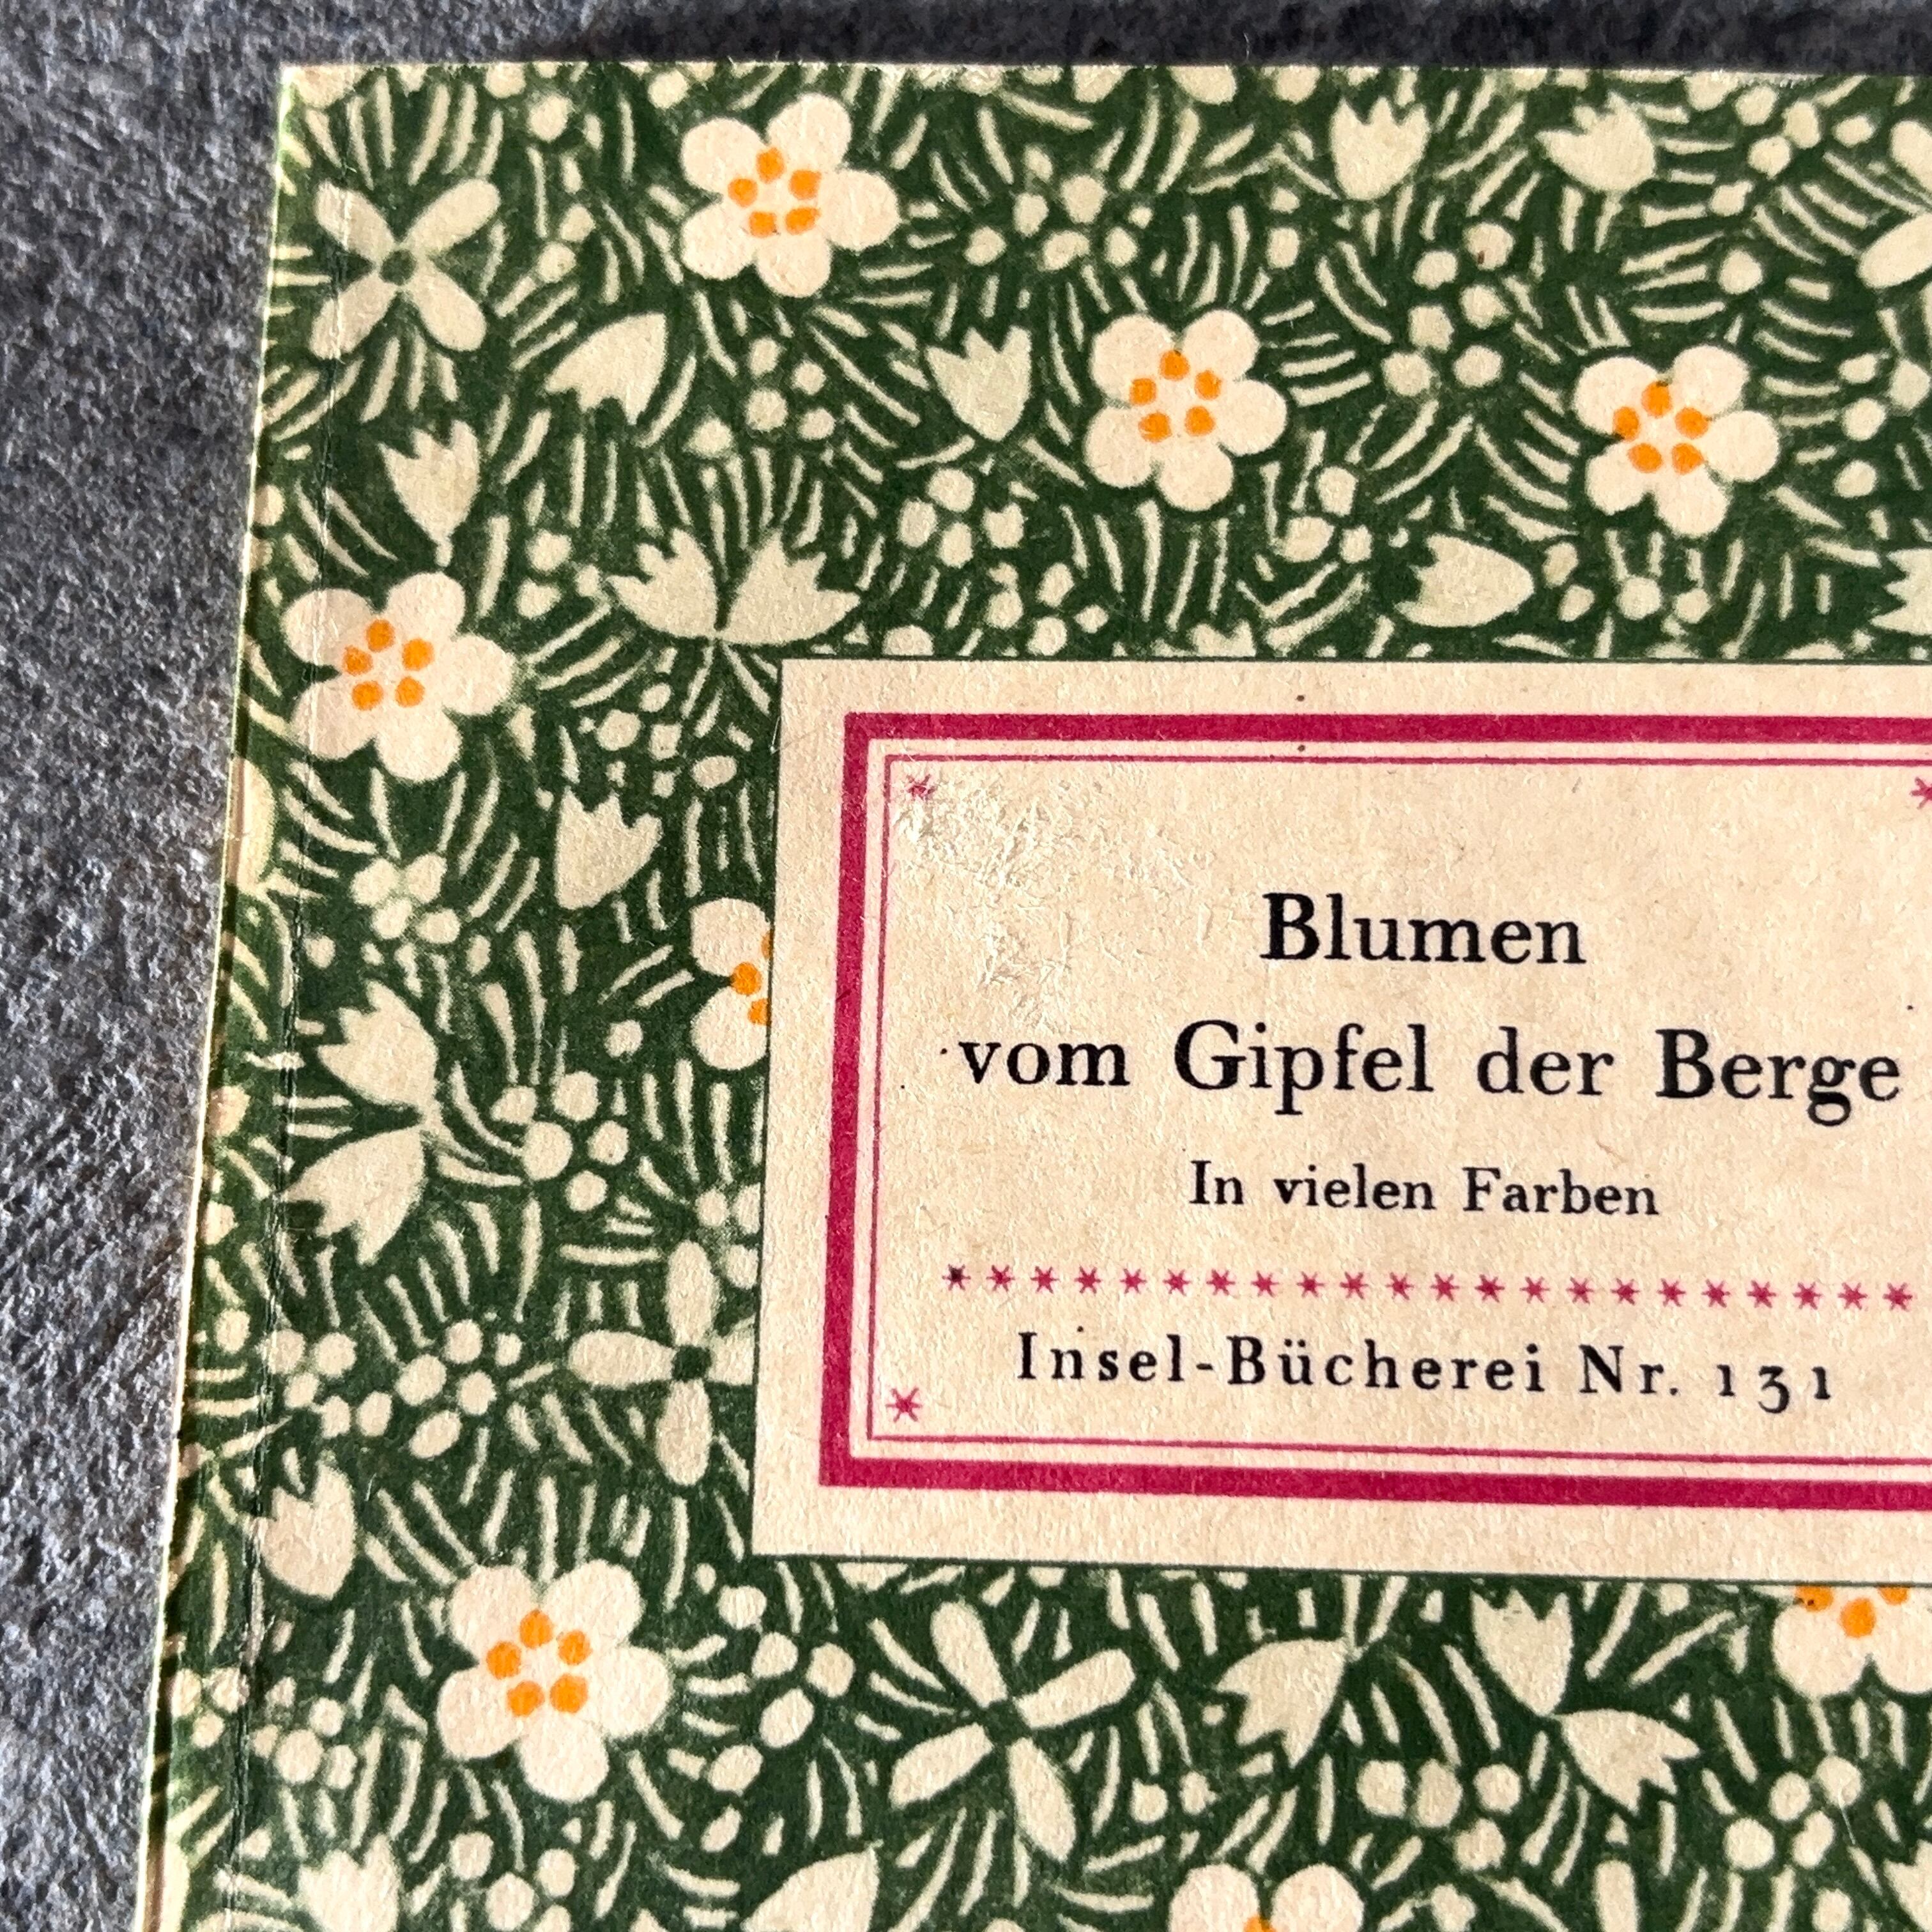 Blumen
vom Gipfel der Berge
In vielen Farben
Insel-Bücherei Nr. 131